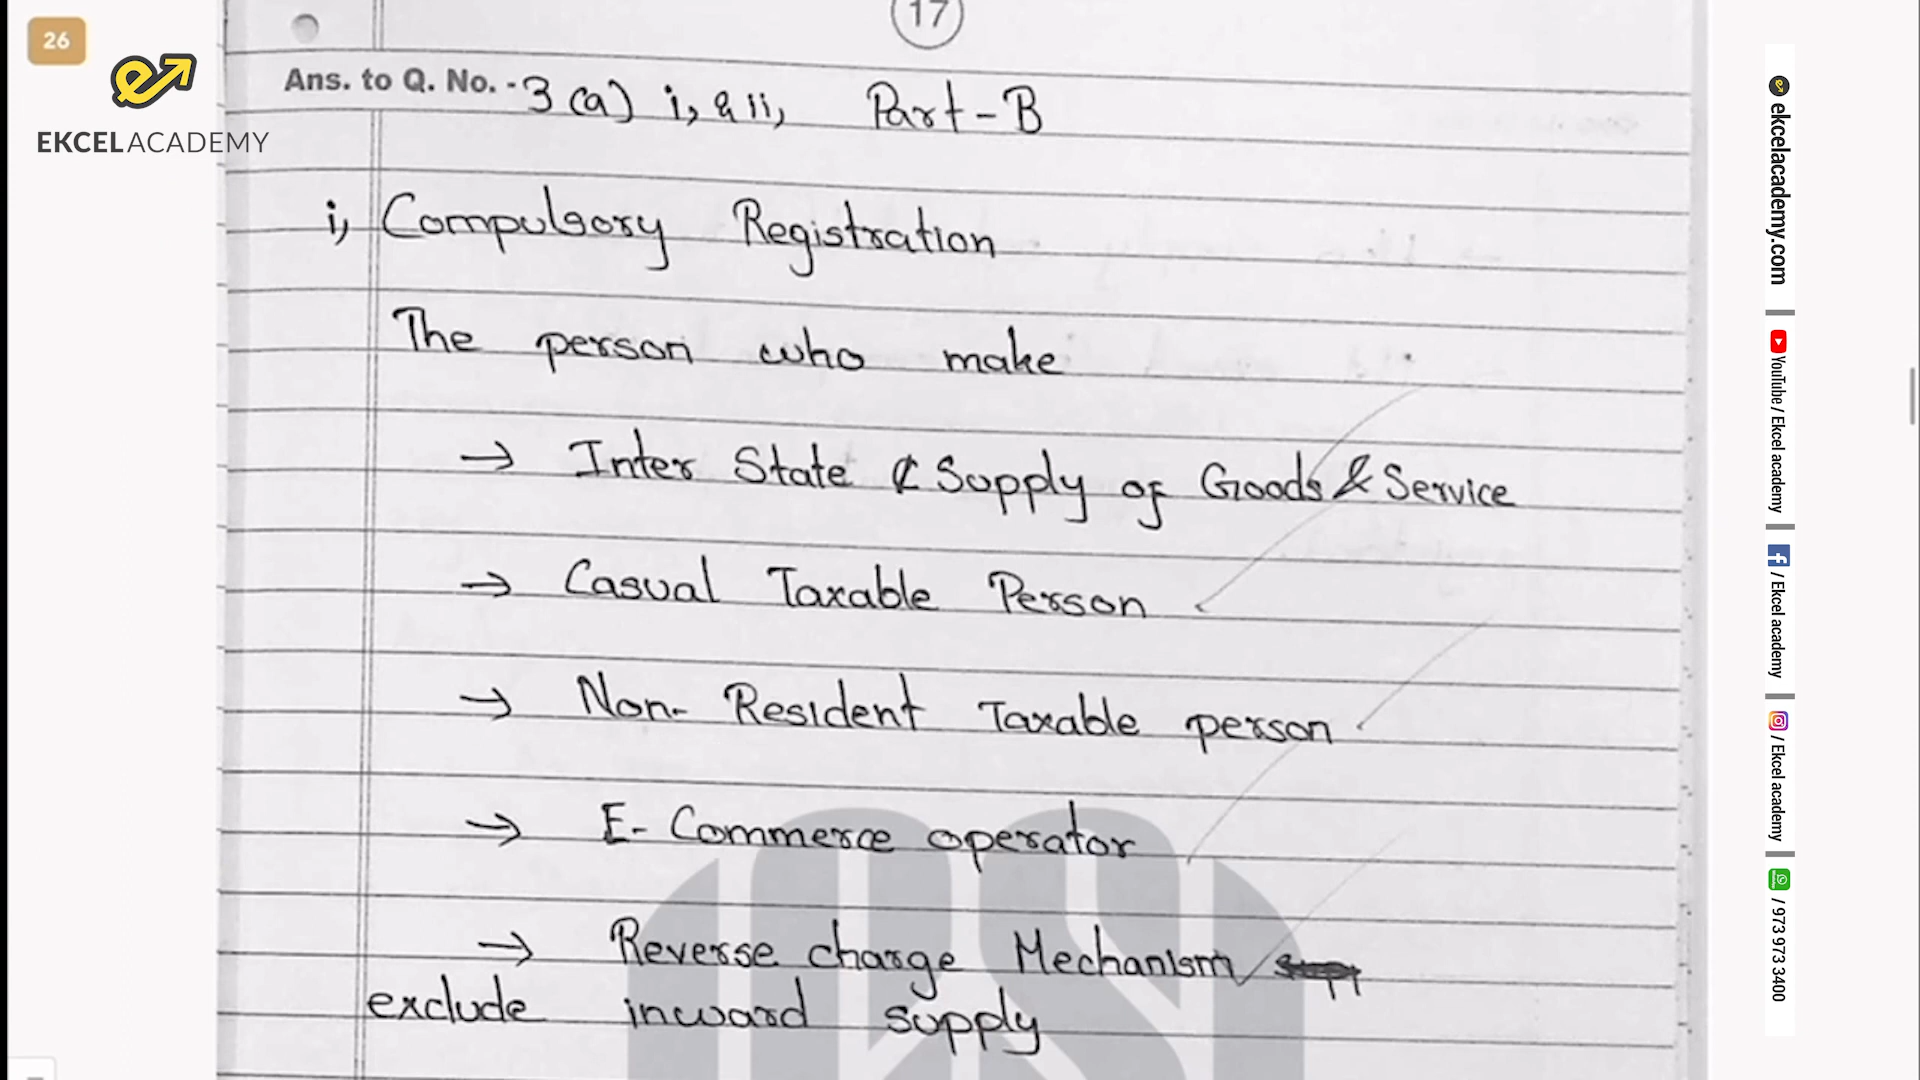 26
17
EKCELACADEMY
Ans. to Q. No. - 3 (a) i, & ii, Part - B
i, Compulsory Registration
The person who make
→ Inter State Supply of Goods & Service
→ Casual Taxable Person
→ Non- Resident Taxable person
→ E- Commerce operator
→ Reverse charge Mechanism
exclude inward supply
ekcelacademy.com
YouTube / Ekcel academy
/ Ekcel academy
/ Ekcel academy
/ 973 973 3400